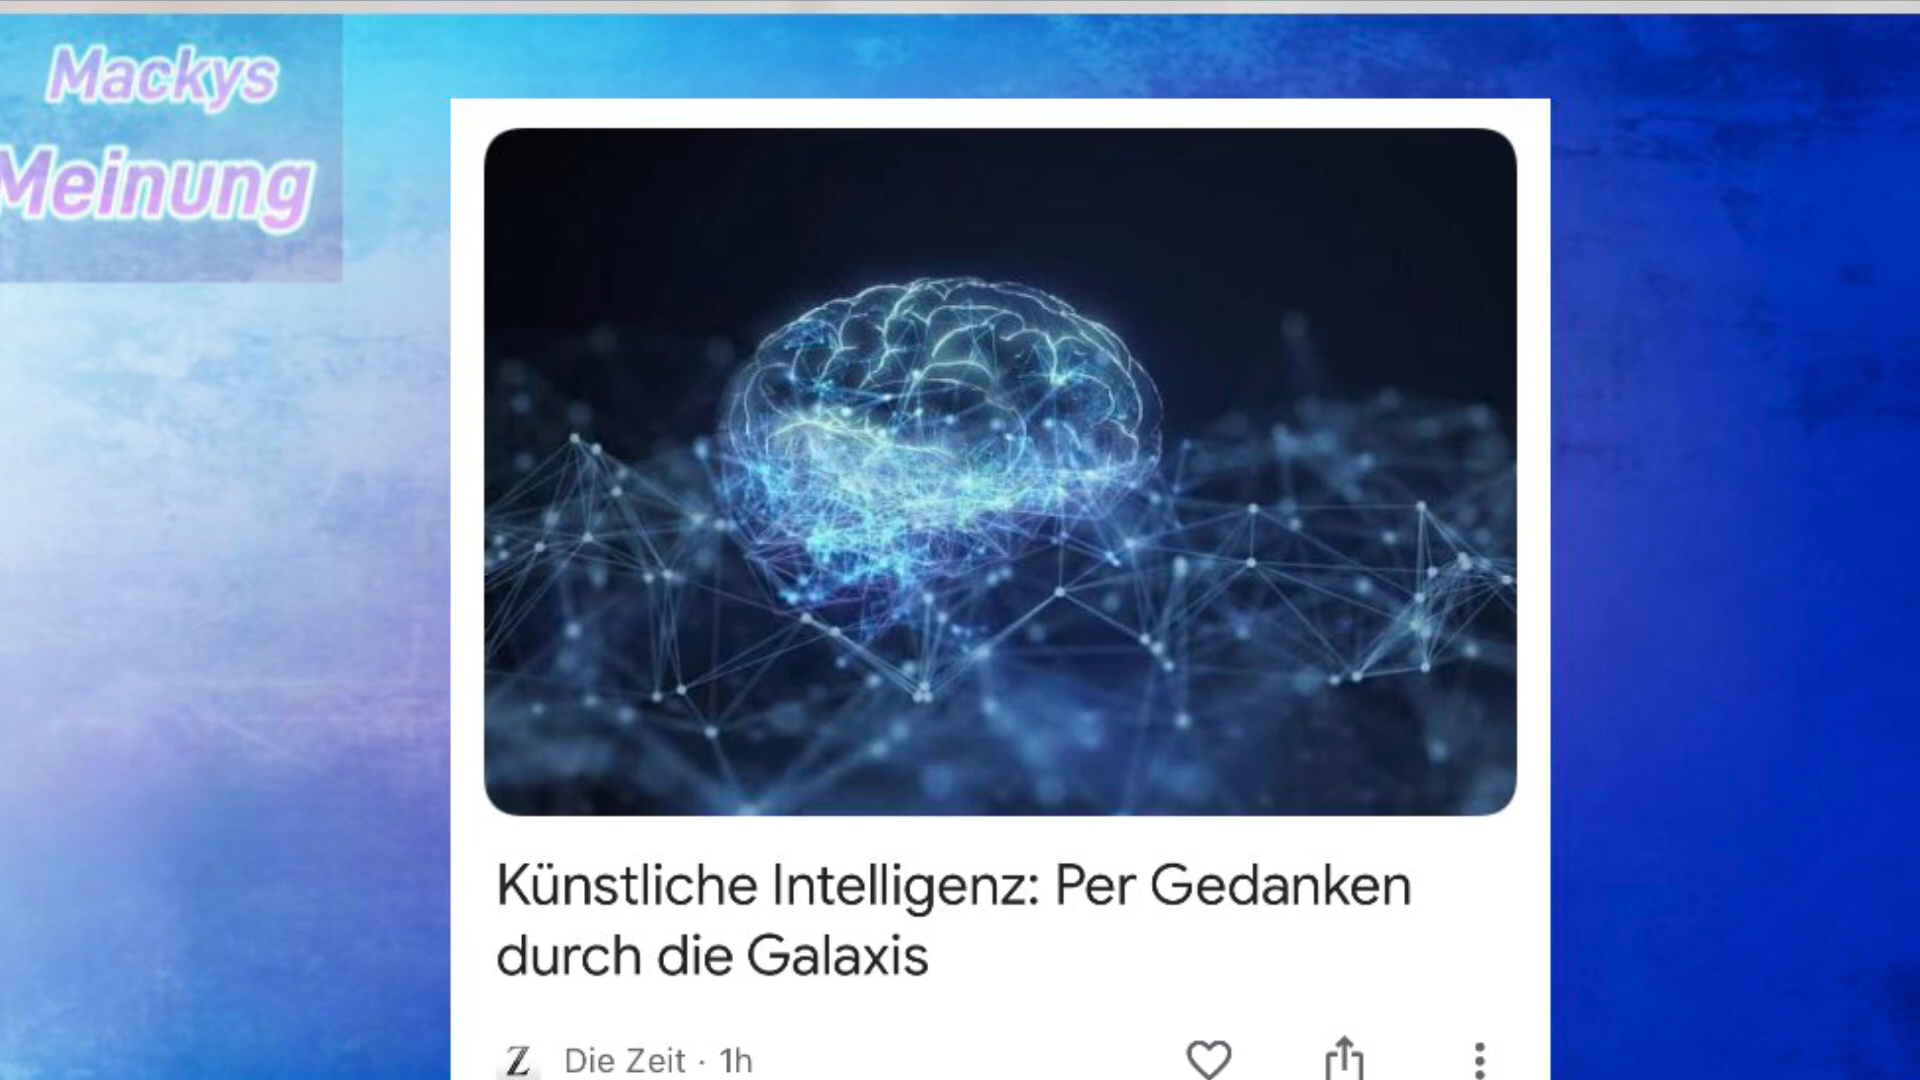 Mackys
Meinung
Künstliche Intelligenz: Per Gedanken
durch die Galaxis
Z Die Zeit · 1h